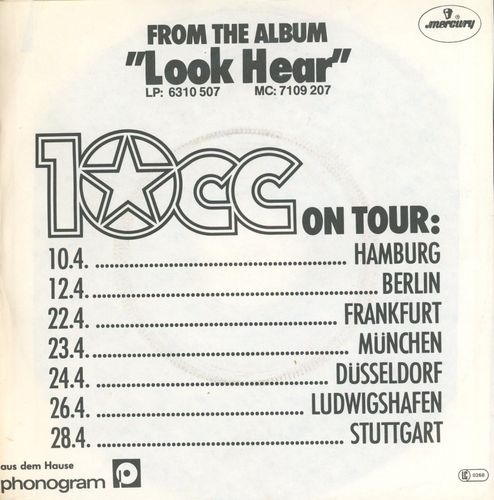 mercury
FROM THE ALBUM
"Look Hear"
LP: 6310 507 MC: 7109 207
10cc ON TOUR:
10.4. HAMBURG
12.4. BERLIN
22.4. FRANKFURT
23.4. MÜNCHEN
24.4. DÜSSELDORF
26.4. LUDWIGSHAFEN
28.4. STUTTGART
aus dem Hause
phonogram p
LC 0268